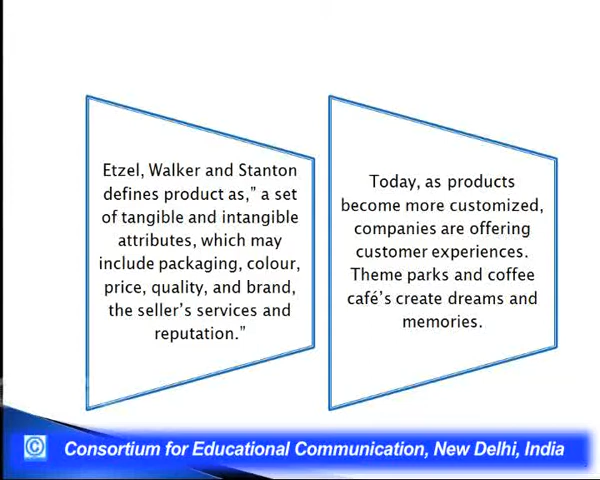 Etzel, Walker and Stanton
defines product as,” a set
of tangible and intangible
attributes, which may
include packaging, colour,
price, quality, and brand,
the seller’s services and
reputation.”
Today, as products
become more customized,
companies are offering
customer experiences.
Theme parks and coffee
café’s create dreams and
memories.
© Consortium for Educational Communication, New Delhi, India